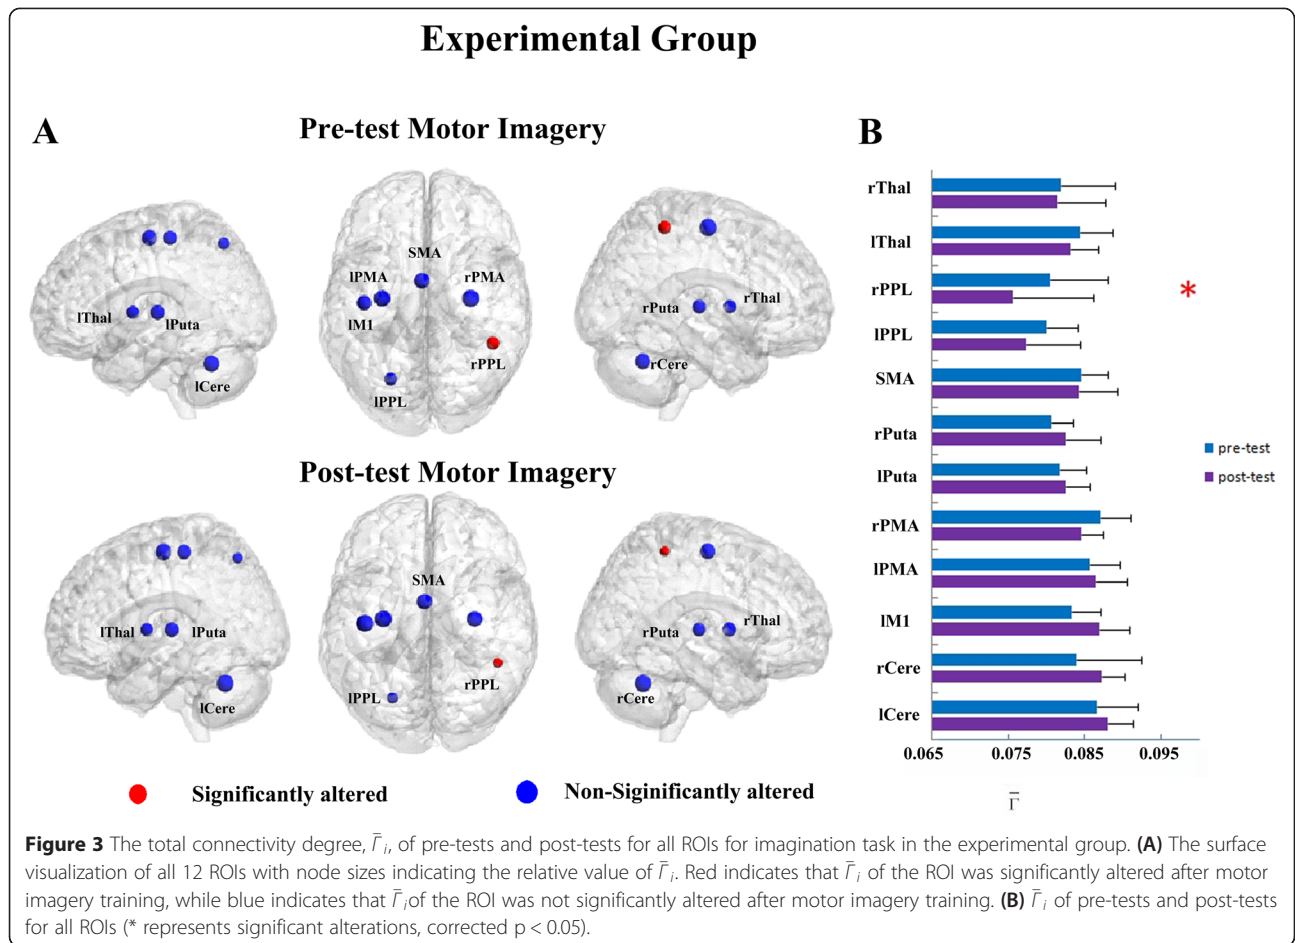 Experimental Group
A
Pre-test Motor Imagery
B
SMA
lPMA
rPMA
lThal
lPuta
lM1
rPuta
rThal
lCere
rPPL
rCere
lPPL
Post-test Motor Imagery
SMA
lThal
lPuta
rPuta
rThal
lCere
lPPL
rPPL
rCere
Significantly altered
Non-Siginificantly altered
rThal
lThal
rPPL
*
lPPL
SMA
rPuta
lPuta
rPMA
lPMA
lM1
rCere
lCere
pre-test
post-test
0.065 0.075 0.085 0.095
Γ̅
Figure 3 The total connectivity degree, Γ̅ i, of pre-tests and post-tests for all ROIs for imagination task in the experimental group. (A) The surface
visualization of all 12 ROIs with node sizes indicating the relative value of Γ̅ i. Red indicates that Γ̅ i of the ROI was significantly altered after motor
imagery training, while blue indicates that Γ̅ iof the ROI was not significantly altered after motor imagery training. (B) Γ̅ i of pre-tests and post-tests
for all ROIs (* represents significant alterations, corrected p < 0.05).